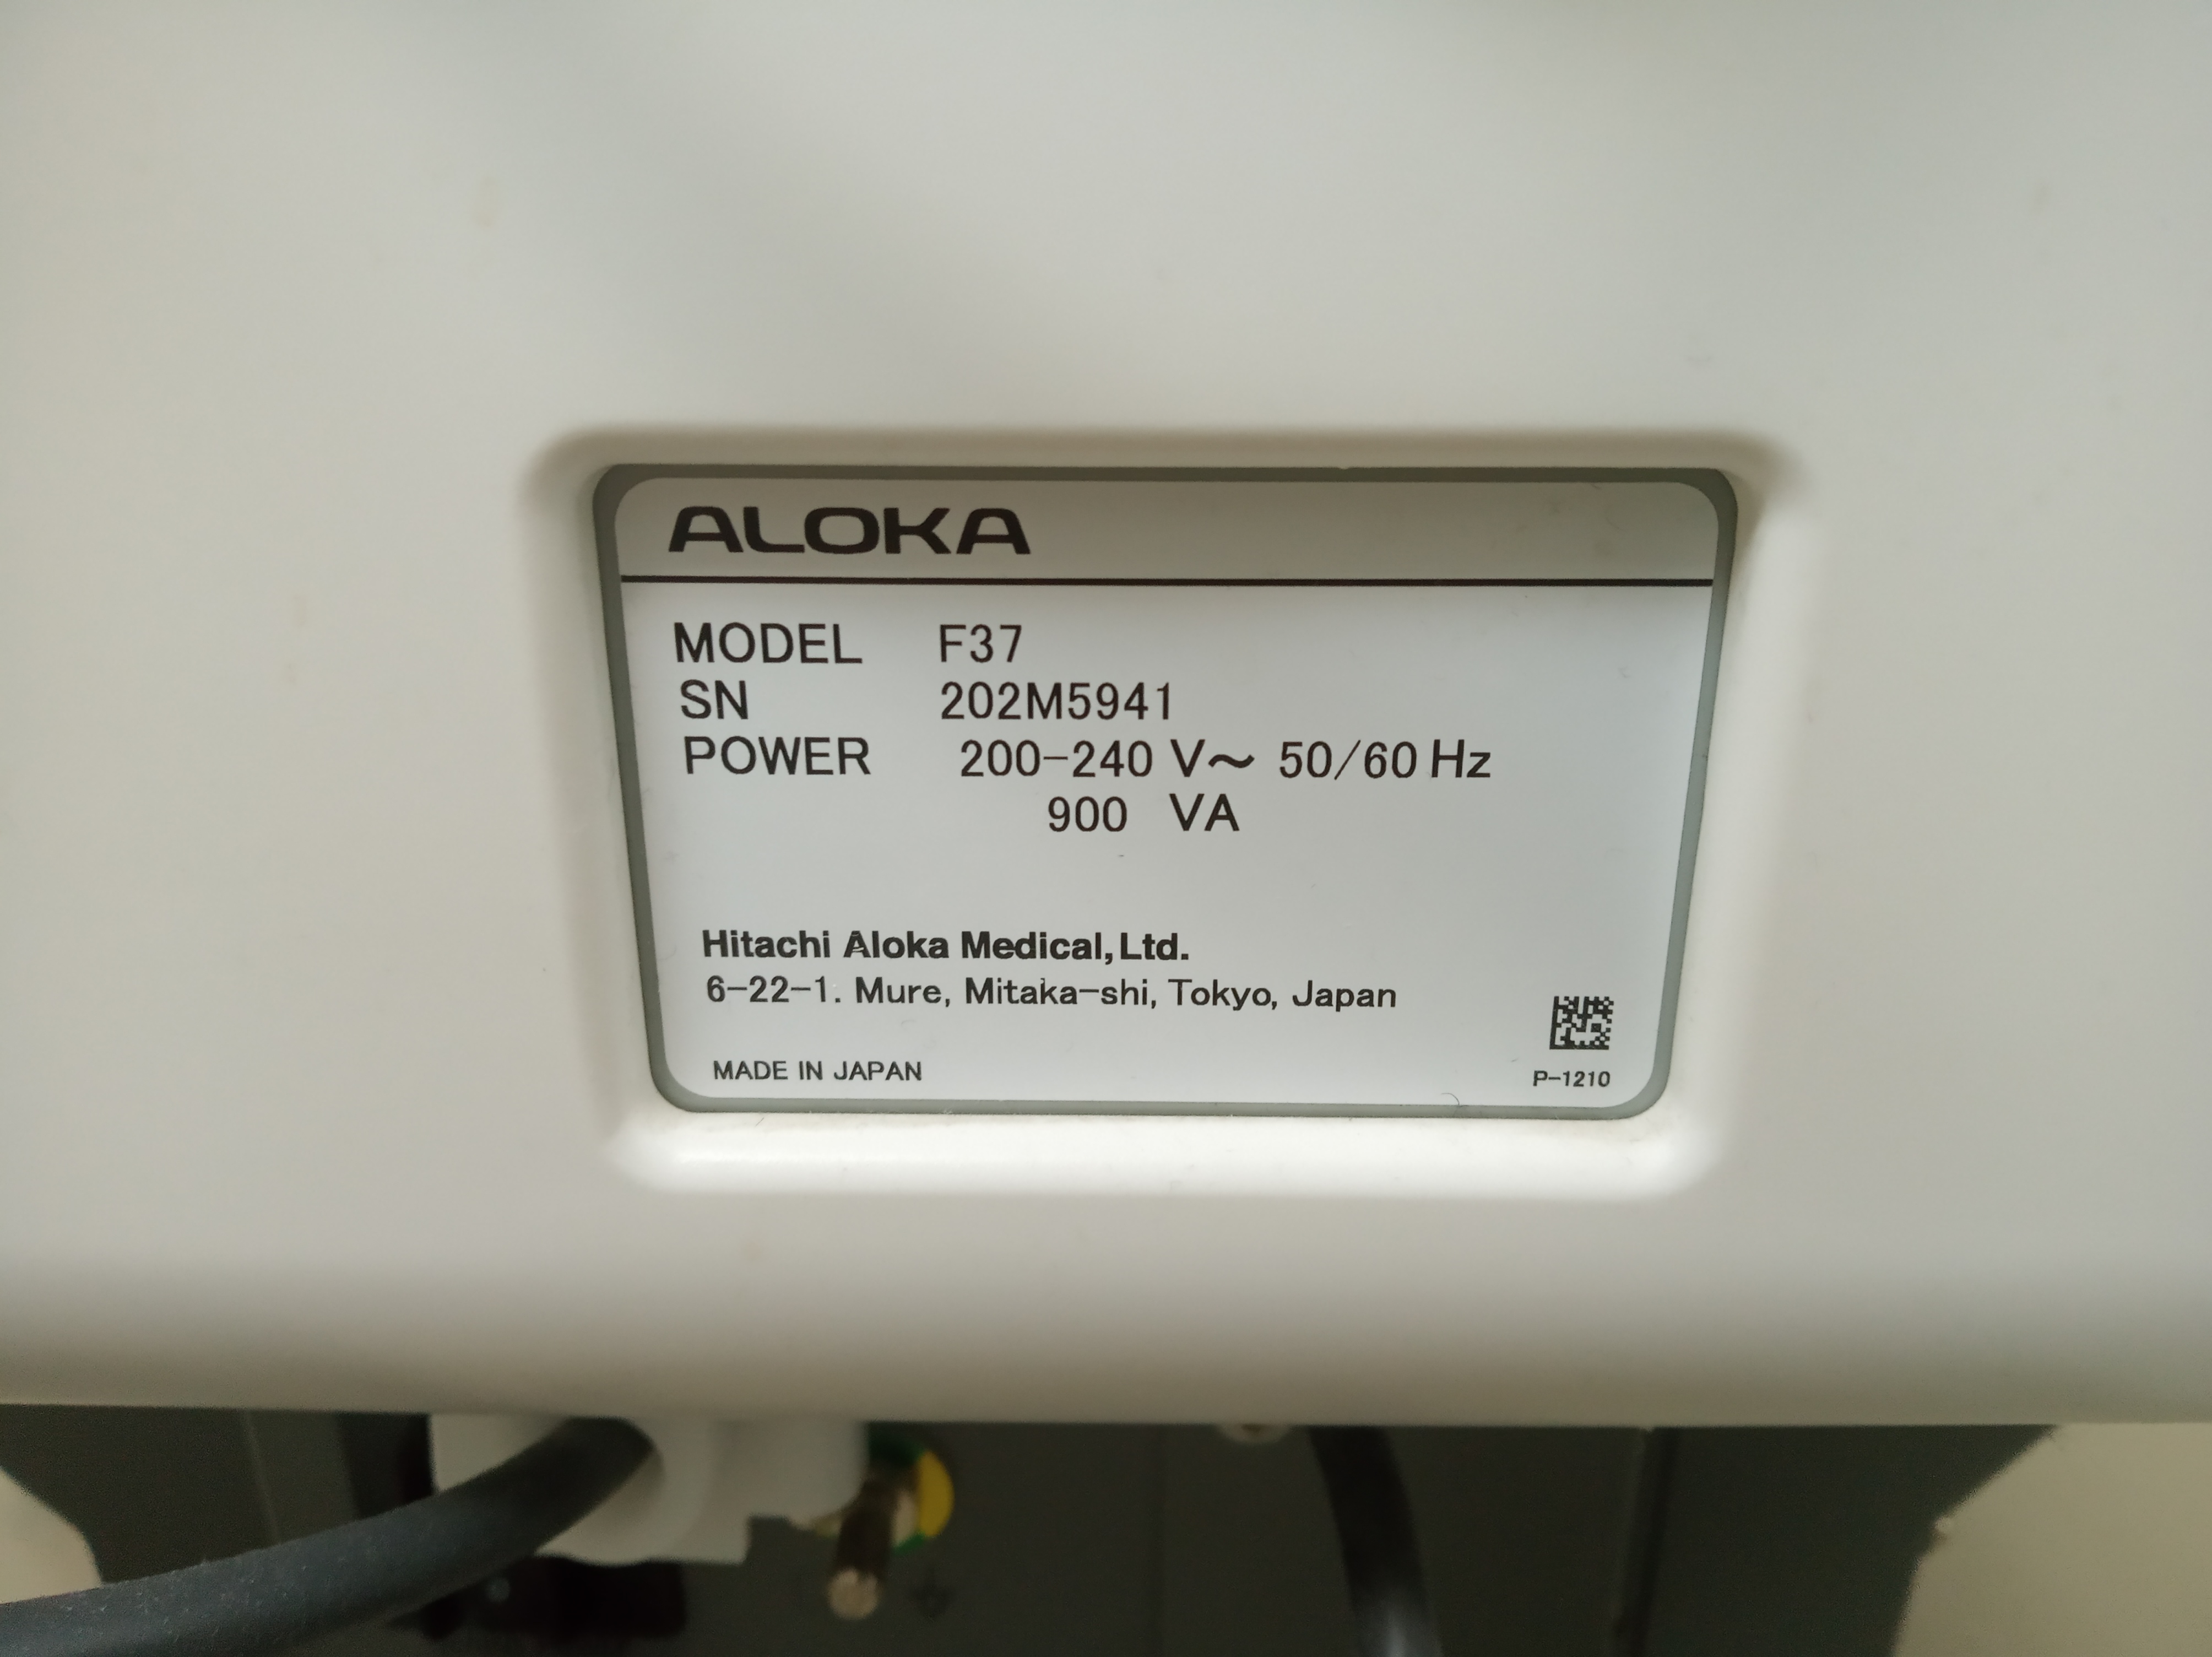 ALOKA
MODEL F37
SN 202M5941
POWER 200-240 V～ 50/60 Hz
900 VA
Hitachi Aloka Medical, Ltd.
6-22-1. Mure, Mitaka-shi, Tokyo, Japan
MADE IN JAPAN
P-1210